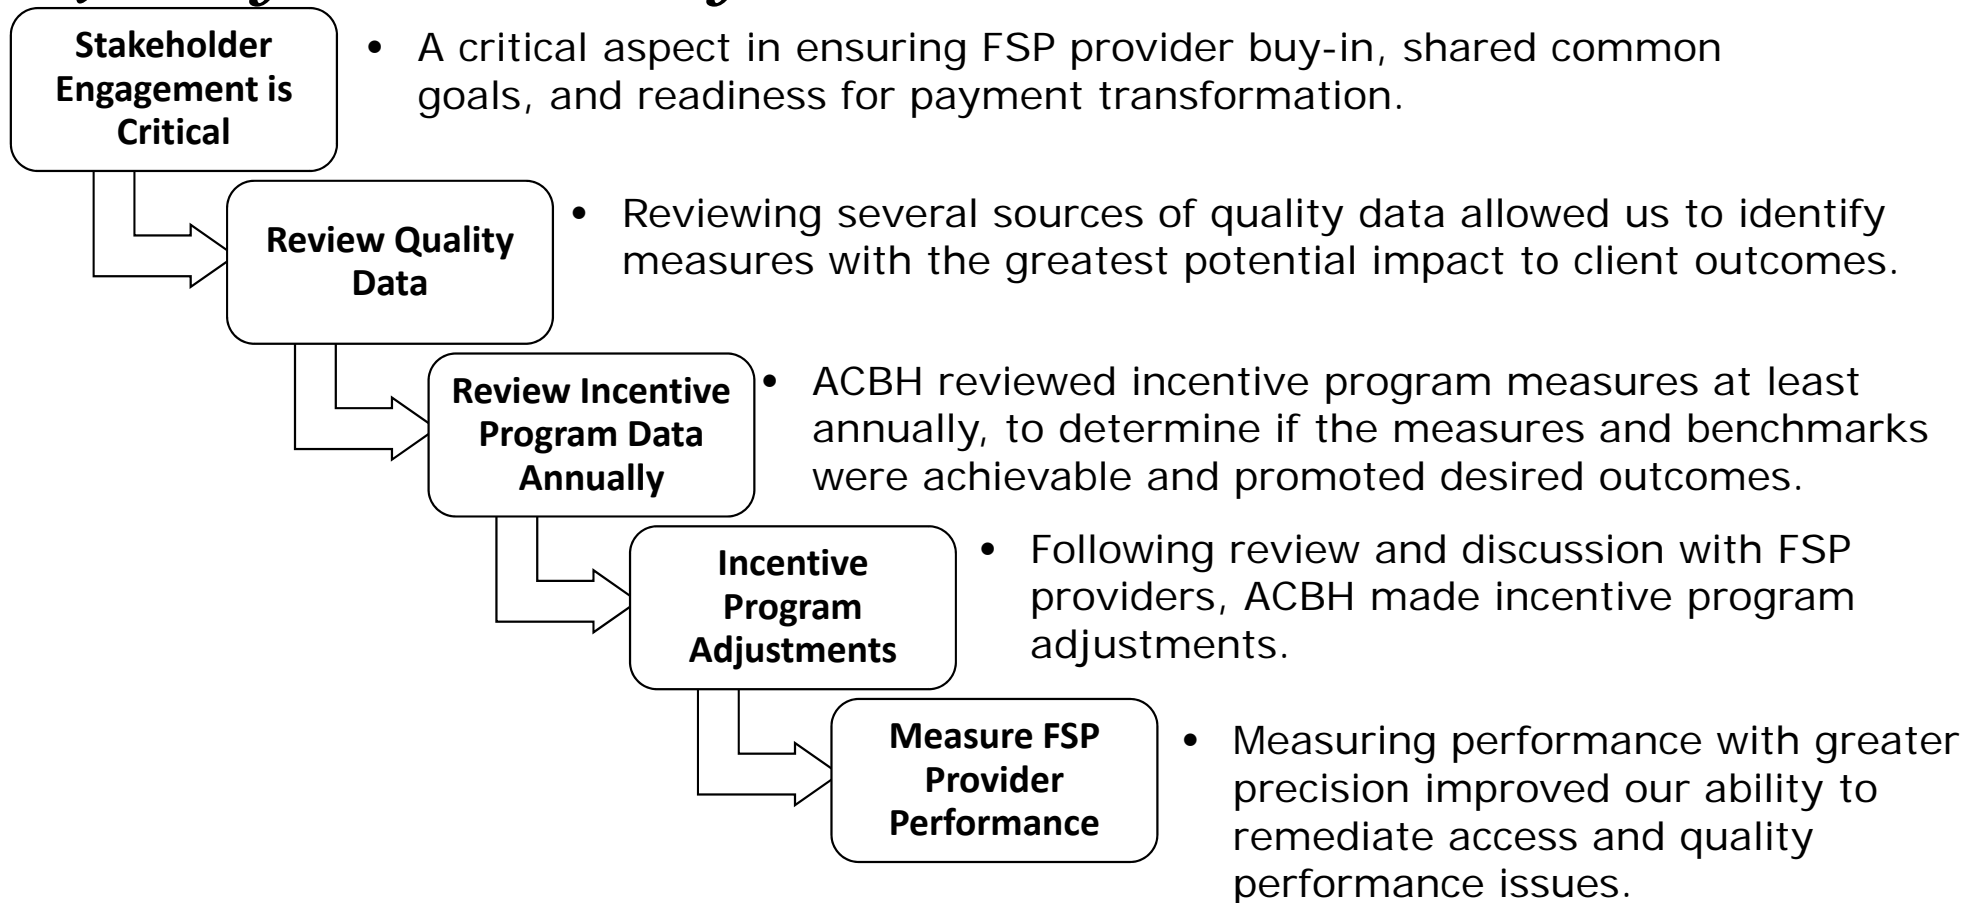 Stakeholder
Engagement is
Critical
• A critical aspect in ensuring FSP provider buy-in, shared common
goals, and readiness for payment transformation.
Review Quality
Data
• Reviewing several sources of quality data allowed us to identify
measures with the greatest potential impact to client outcomes.
Review Incentive
Program Data
Annually
• ACBH reviewed incentive program measures at least
annually, to determine if the measures and benchmarks
were achievable and promoted desired outcomes.
Incentive
Program
Adjustments
• Following review and discussion with FSP
providers, ACBH made incentive program
adjustments.
Measure FSP
Provider
Performance
• Measuring performance with greater
precision improved our ability to
remediate access and quality
performance issues.